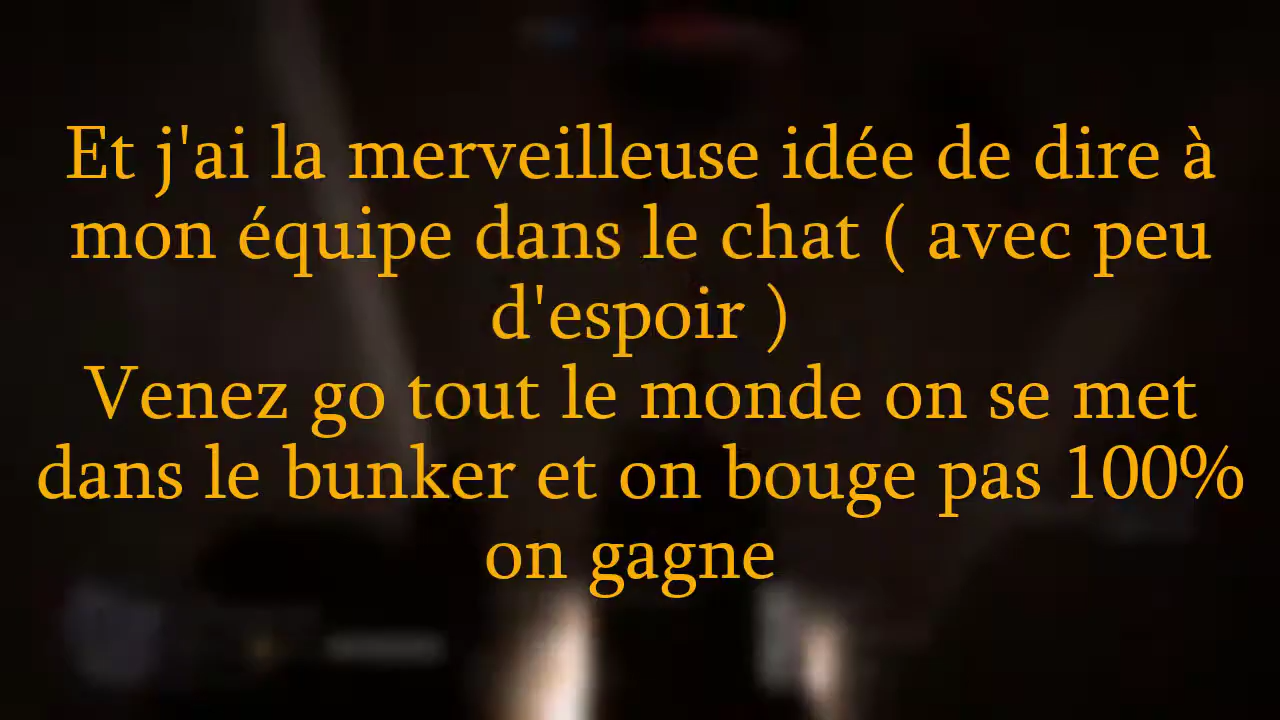 Et j'ai la merveilleuse idée de dire à
mon équipe dans le chat ( avec peu
d'espoir )
Venez go tout le monde on se met
dans le bunker et on bouge pas 100%
on gagne